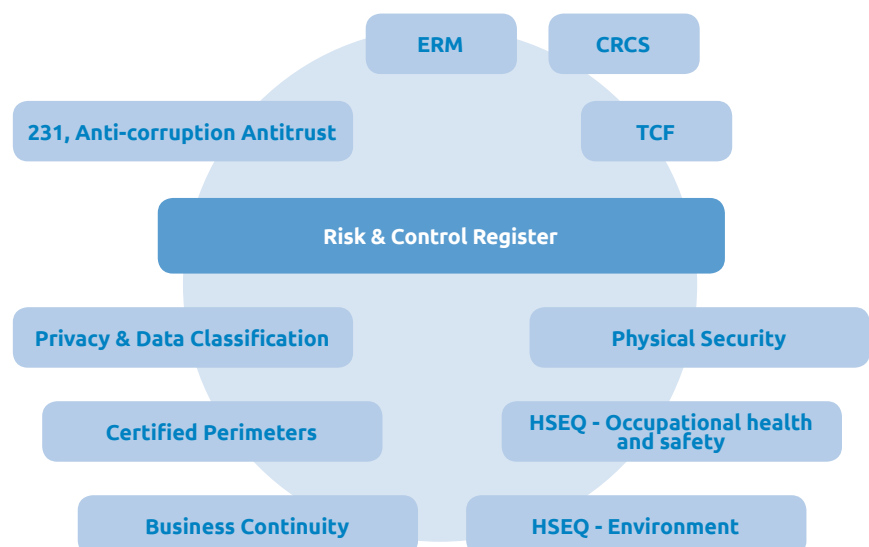 ERM
CRCS
231, Anti-corruption Antitrust
TCF
Risk & Control Register
Privacy & Data Classification
Physical Security
Certified Perimeters
HSEQ - Occupational health
and safety
Business Continuity
HSEQ - Environment